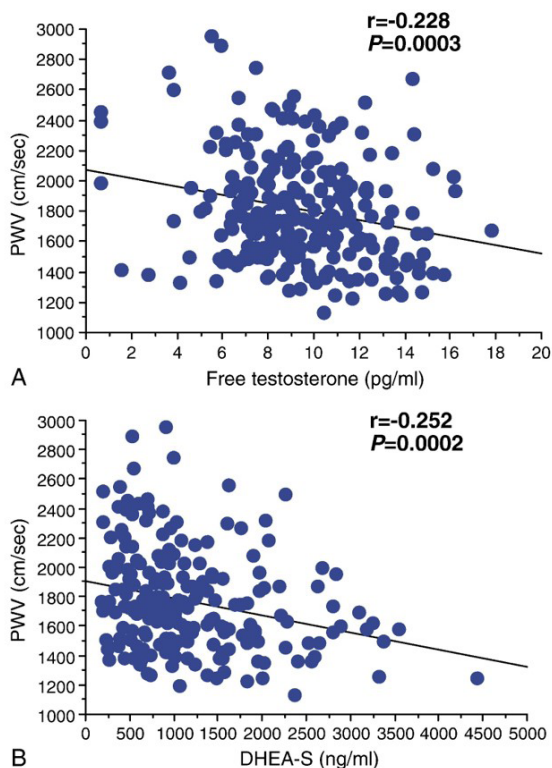 r=-0.228
P=0.0003
3000
2800
2600
2400
2200
2000
1800
1600
1400
1200
1000
PWV (cm/sec)
0 2 4 6 8 10 12 14 16 18 20
A
Free testosterone (pg/ml)
r=-0.252
P=0.0002
3000
2800
2600
2400
2200
2000
1800
1600
1400
1200
1000
PWV (cm/sec)
0 500 1000 1500 2000 2500 3000 3500 4000 4500 5000
B
DHEA-S (ng/ml)